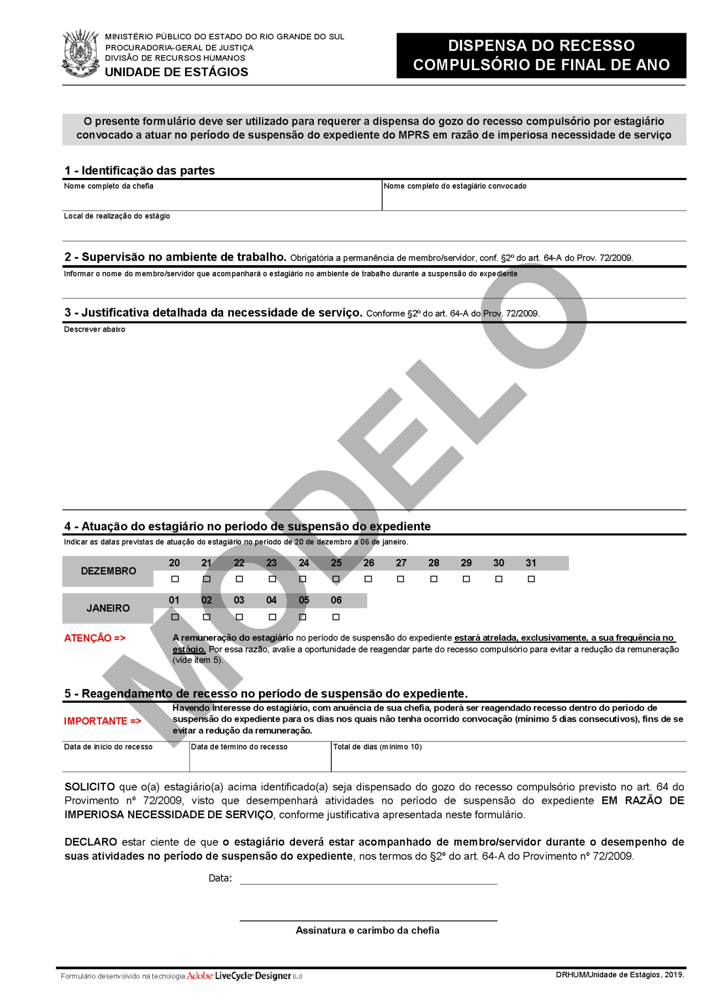 MINISTÉRIO PÚBLICO DO ESTADO DO RIO GRANDE DO SUL
PROCURADORIA-GERAL DE JUSTIÇA
DIVISÃO DE RECURSOS HUMANOS
UNIDADE DE ESTÁGIOS
DISPENSA DO RECESSO
COMPULSÓRIO DE FINAL DE ANO
O presente formulário deve ser utilizado para requerer a dispensa do gozo do recesso compulsório por estagiário
convocado a atuar no período de suspensão do expediente do MPRS em razão de imperiosa necessidade de serviço
1 - Identificação das partes
Nome completo da chefia
Nome completo do estagiário convocado
Local de realização do estágio
2 - Supervisão no ambiente de trabalho. Obrigatória a permanência de membro/servidor, conf. §2º do art. 64-A do Prov. 72/2009.
Informar o nome do membro/servidor que acompanhará o estagiário no ambiente de trabalho durante a suspensão do expediente
3 - Justificativa detalhada da necessidade de serviço. Conforme §2º do art. 64-A do Prov. 72/2009.
Descrever abaixo
MODELO
4 - Atuação do estagiário no período de suspensão do expediente
Indicar as datas previstas de atuação do estagiário no período de 20 de dezembro a 06 de janeiro.
DEZEMBRO
20 21 22 23 24 25 26 27 28 29 30 31
JANEIRO
01 02 03 04 05 06
ATENÇÃO =>
A remuneração do estagiário no período de suspensão do expediente estará atrelada, exclusivamente, a sua frequência no
estágio. Por essa razão, avalie a oportunidade de reagendar parte do recesso compulsório para evitar a redução da remuneração
(vide item 5).
5 - Reagendamento de recesso no período de suspensão do expediente.
IMPORTANTE =>
Havendo interesse do estagiário, com anuência de sua chefia, poderá ser reagendado recesso dentro do período de
suspensão do expediente para os dias nos quais não tenha ocorrido convocação (mínimo 5 dias consecutivos), fins de se
evitar a redução da remuneração.
Data de início do recesso
Data de término do recesso
Total de dias (mínimo 10)
SOLICITO que o(a) estagiário(a) acima identificado(a) seja dispensado do gozo do recesso compulsório previsto no art. 64 do
Provimento nº 72/2009, visto que desempenhará atividades no período de suspensão do expediente EM RAZÃO DE
IMPERIOSA NECESSIDADE DE SERVIÇO, conforme justificativa apresentada neste formulário.
DECLARO estar ciente de que o estagiário deverá estar acompanhado de membro/servidor durante o desempenho de
suas atividades no período de suspensão do expediente, nos termos do §2º do art. 64-A do Provimento nº 72/2009.
Data:
Assinatura e carimbo da chefia
Formulário desenvolvido na tecnologia Adobe LiveCycle Designer 8.0
DRHUM/Unidade de Estágios, 2019.